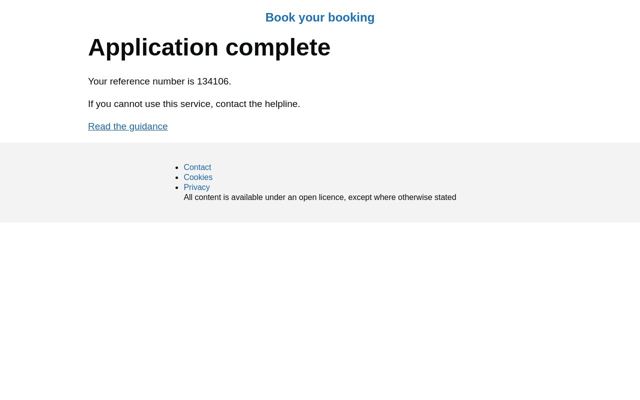 Book your booking
Application complete
Your reference number is 134106.
If you cannot use this service, contact the helpline.
Read the guidance
Contact
Cookies
Privacy
All content is available under an open licence, except where otherwise stated